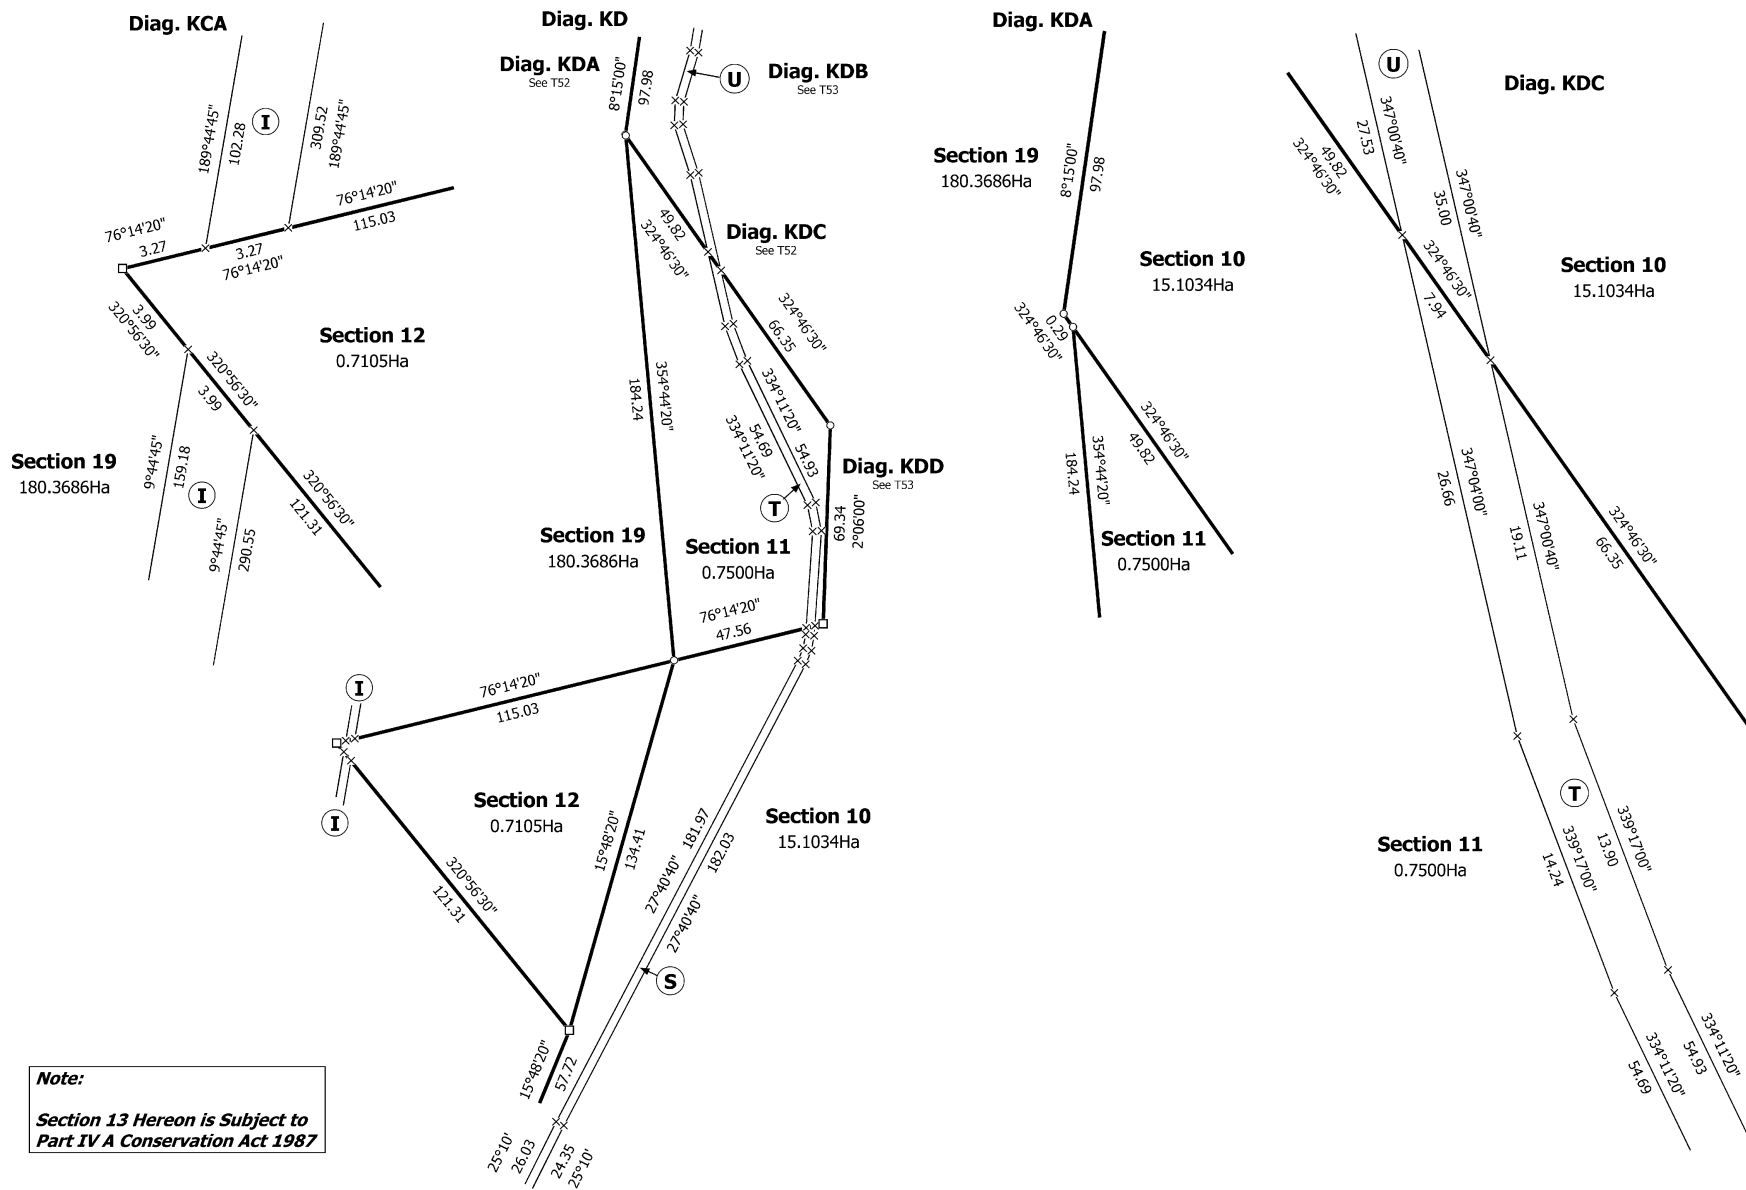 Diag. KCA
189°44'45"
102.28
I
309.52
189°44'45"
76°14'20"
3.27
3.27
76°14'20"
76°14'20"
115.03
3.99
320°56'30"
320°56'30"
3.99
Section 12
0.7105Ha
Section 19
180.3686Ha
9°44'45"
159.18
I
9°44'45"
290.55
320°56'30"
121.31
Diag. KD
Diag. KDA
See T52
8°15'00"
97.98
U
Diag. KDB
See T53
49.82
324°46'30"
Diag. KDC
See T52
324°46'30"
66.35
354°44'20"
184.24
334°11'20"
54.93
54.69
334°11'20"
T
Diag. KDD
See T53
69.34
2°06'00"
Section 19
180.3686Ha
Section 11
0.7500Ha
76°14'20"
47.56
76°14'20"
115.03
I
I
Section 12
0.7105Ha
15°48'20"
134.41
320°56'30"
121.31
27°40'40"
181.97
182.03
27°40'40"
Section 10
15.1034Ha
S
15°48'20"
57.72
25°10'
26.03
24.35
25°10'
Diag. KDA
Section 19
180.3686Ha
8°15'00"
97.98
Section 10
15.1034Ha
0.29
324°46'30"
324°46'30"
49.82
354°44'20"
184.24
Section 11
0.7500Ha
Diag. KDC
U
347°00'40"
27.53
49.82
324°46'30"
347°00'40"
35.00
324°46'30"
7.94
Section 10
15.1034Ha
347°04'00"
26.66
347°00'40"
19.11
324°46'30"
66.35
T
339°17'00"
13.90
339°17'00"
14.24
Section 11
0.7500Ha
334°11'20"
54.93
334°11'20"
54.69
Note:
Section 13 Hereon is Subject to
Part IV A Conservation Act 1987